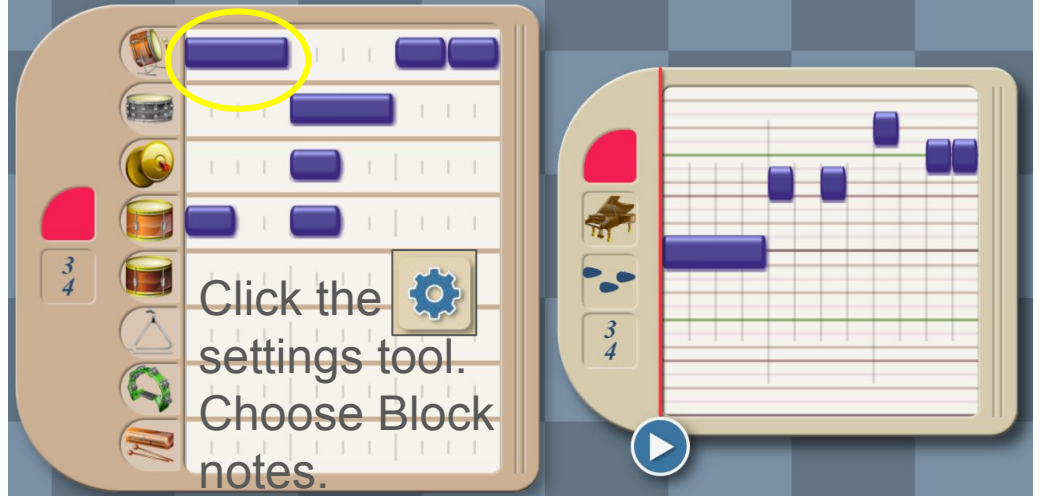 3
4
Click the
settings tool.
Choose Block
notes.
3
4